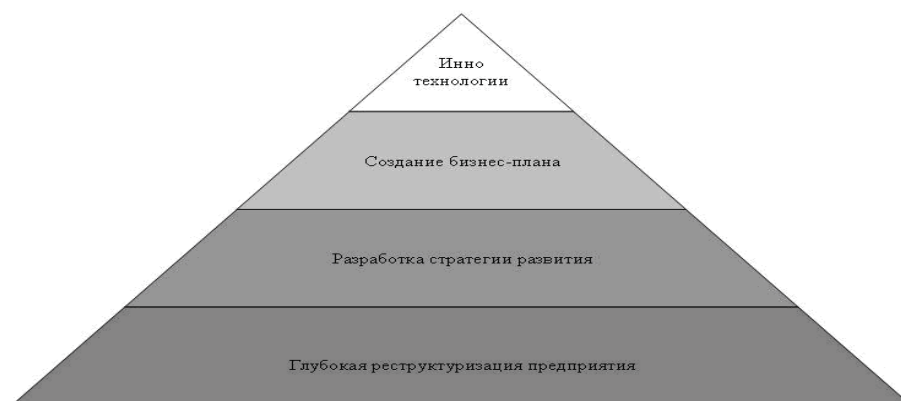 Инно
технологии
Создание бизнес-плана
Разработка стратегии развития
Глубокая реструктуризация предприятия